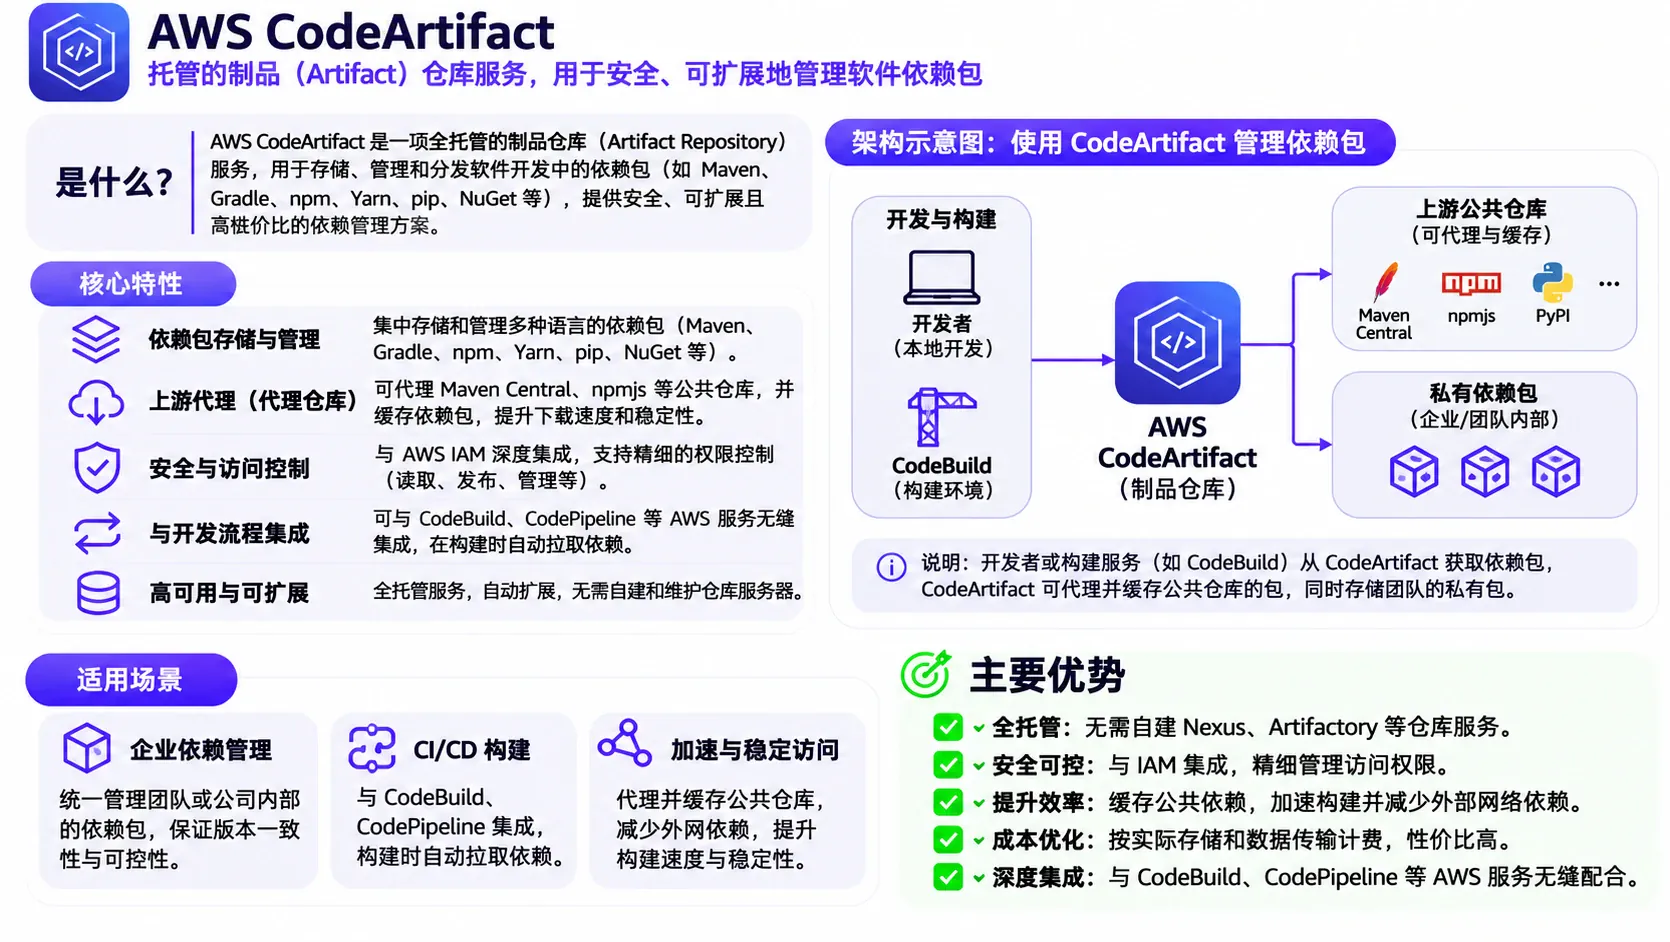 AWS CodeArtifact
托管的制品（Artifact）仓库服务，用于安全、可扩展地管理软件依赖包
是什么？
AWS CodeArtifact 是一项全托管的制品仓库（Artifact Repository）
服务，用于存储、管理和分发软件开发中的依赖包（如 Maven、
Gradle、npm、Yarn、pip、NuGet 等），提供安全、可扩展且
高性价比的依赖管理方案。
核心特性
依赖包存储与管理
集中存储和管理多种语言的依赖包（Maven、
Gradle、npm、Yarn、pip、NuGet 等）。
上游代理（代理仓库）
可代理 Maven Central、npmjs 等公共仓库，并
缓存依赖包，提升下载速度和稳定性。
安全与访问控制
与 AWS IAM 深度集成，支持精细的权限控制
（读取、发布、管理等）。
与开发流程集成
可与 CodeBuild、CodePipeline 等 AWS 服务无缝
集成，在构建时自动拉取依赖。
高可用与可扩展
全托管服务，自动扩展，无需自建和维护仓库服务器。
架构示意图：使用 CodeArtifact 管理依赖包
开发与构建
开发者
（本地开发）
CodeBuild
（构建环境）
AWS
CodeArtifact
（制品仓库）
上游公共仓库
（可代理与缓存）
npm
Maven
Central
npmjs
PyPI
...
私有依赖包
（企业/团队内部）
说明：开发者或构建服务（如 CodeBuild）从 CodeArtifact 获取依赖包，
CodeArtifact 可代理并缓存公共仓库的包，同时存储团队的私有包。
适用场景
企业依赖管理
统一管理团队或公司内部
的依赖包，保证版本一致
性与可控性。
CI/CD 构建
与 CodeBuild、
CodePipeline 集成，
构建时自动拉取依赖。
加速与稳定访问
代理并缓存公共仓库，
减少外网依赖，提升
构建速度与稳定性。
主要优势
全托管：无需自建 Nexus、Artifactory 等仓库服务。
安全可控：与 IAM 集成，精细管理访问权限。
提升效率：缓存公共依赖，加速构建并减少外部网络依赖。
成本优化：按实际存储和数据传输计费，性价比高。
深度集成：与 CodeBuild、CodePipeline 等 AWS 服务无缝配合。